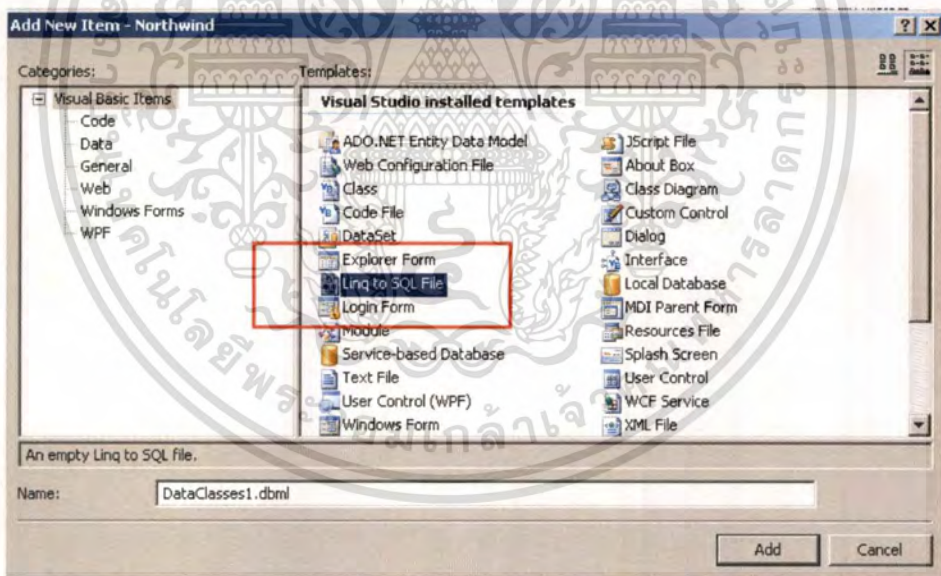 Add New Item - Northwind
Categories:
Templates:
Visual Basic Items
Code
Data
General
Web
Windows Forms
WPF
Visual Studio installed templates
ADO.NET Entity Data Model
Web Configuration File
Class
Code File
DataSet
Explorer Form
Linq to SQL File
Login Form
Module
Service-based Database
Text File
User Control (WPF)
Windows Form
JScript File
About Box
Class Diagram
Custom Control
Dialog
Interface
Local Database
MDI Parent Form
Resources File
Splash Screen
User Control
WCF Service
XML File
An empty Linq to SQL file.
Name:
DataClasses1.dbml
Add
Cancel